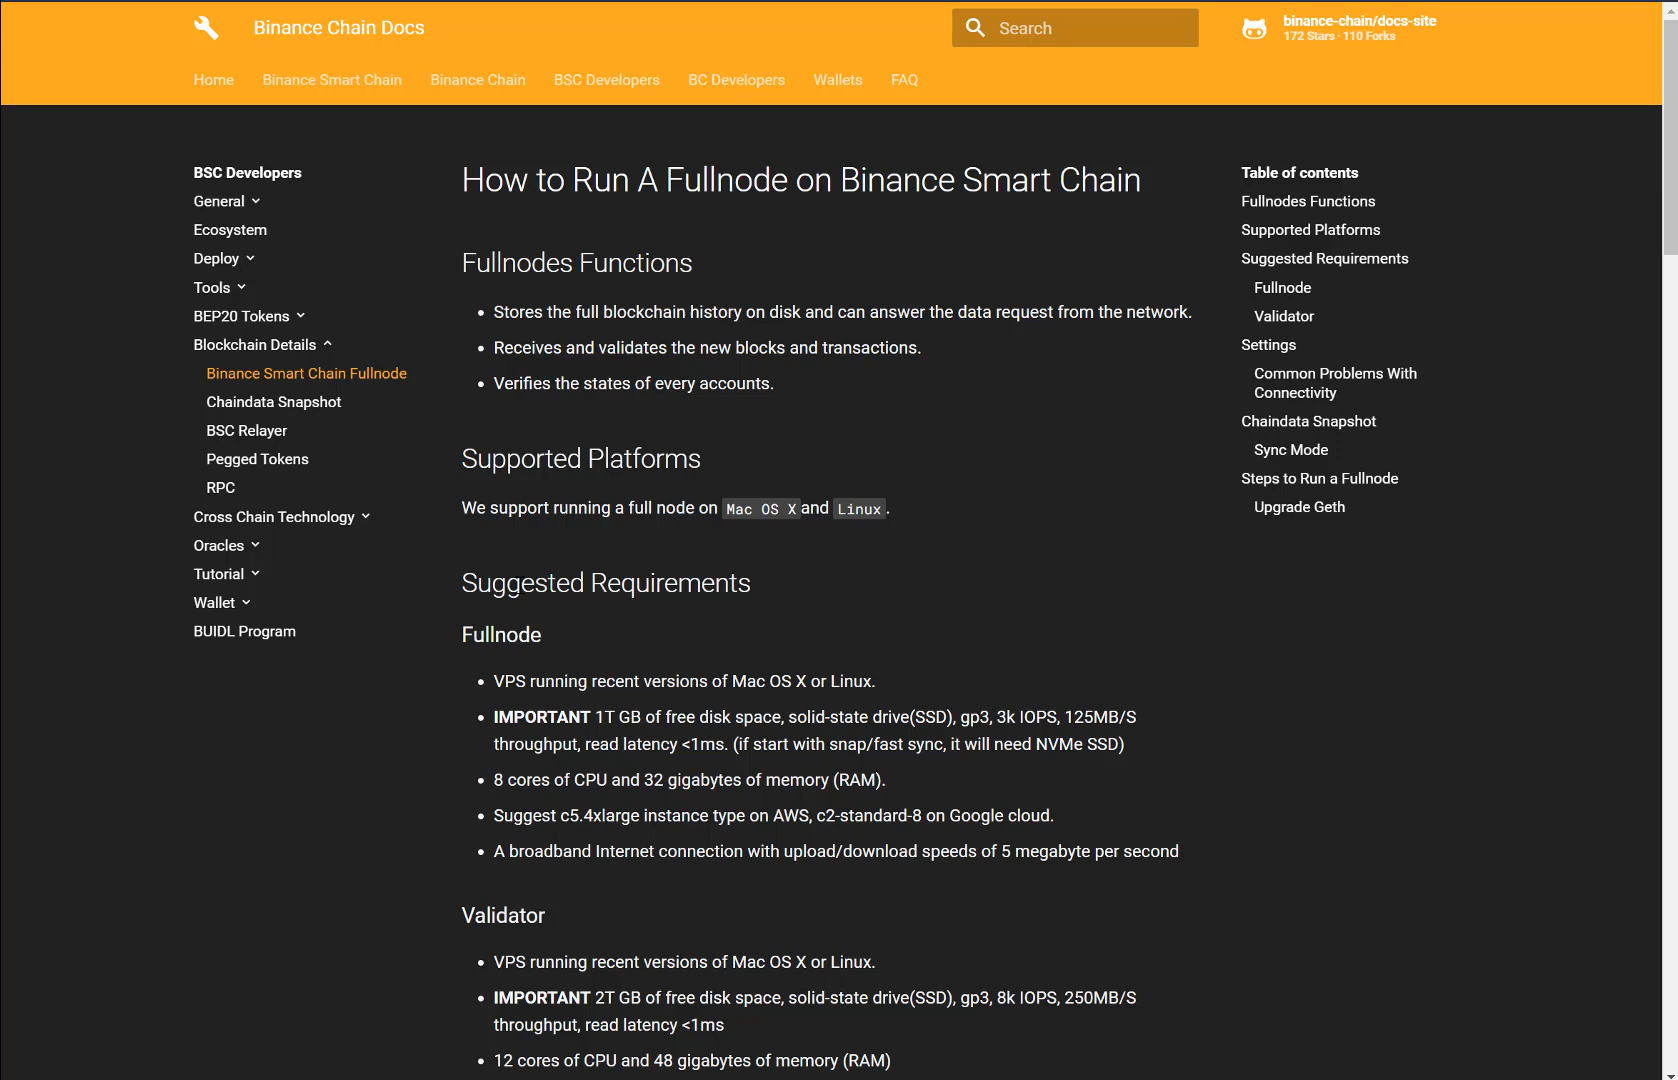 Binance Chain Docs
Search
binance-chain/docs-site
172 Stars · 110 Forks
Home
Binance Smart Chain
Binance Chain
BSC Developers
BC Developers
Wallets
FAQ
BSC Developers
General
Ecosystem
Deploy
Tools
BEP20 Tokens
Blockchain Details
Binance Smart Chain Fullnode
Chaindata Snapshot
BSC Relayer
Pegged Tokens
RPC
Cross Chain Technology
Oracles
Tutorial
Wallet
BUIDL Program
How to Run A Fullnode on Binance Smart Chain
Fullnodes Functions
• Stores the full blockchain history on disk and can answer the data request from the network.
• Receives and validates the new blocks and transactions.
• Verifies the states of every accounts.
Supported Platforms
We support running a full node on Mac OS X and Linux.
Suggested Requirements
Fullnode
• VPS running recent versions of Mac OS X or Linux.
• IMPORTANT 1T GB of free disk space, solid-state drive(SSD), gp3, 3k IOPS, 125MB/S
throughput, read latency <1ms. (if start with snap/fast sync, it will need NVMe SSD)
• 8 cores of CPU and 32 gigabytes of memory (RAM).
• Suggest c5.4xlarge instance type on AWS, c2-standard-8 on Google cloud.
• A broadband Internet connection with upload/download speeds of 5 megabyte per second
Validator
• VPS running recent versions of Mac OS X or Linux.
• IMPORTANT 2T GB of free disk space, solid-state drive(SSD), gp3, 8k IOPS, 250MB/S
throughput, read latency <1ms
• 12 cores of CPU and 48 gigabytes of memory (RAM)
Table of contents
Fullnodes Functions
Supported Platforms
Suggested Requirements
Fullnode
Validator
Settings
Common Problems With
Connectivity
Chaindata Snapshot
Sync Mode
Steps to Run a Fullnode
Upgrade Geth